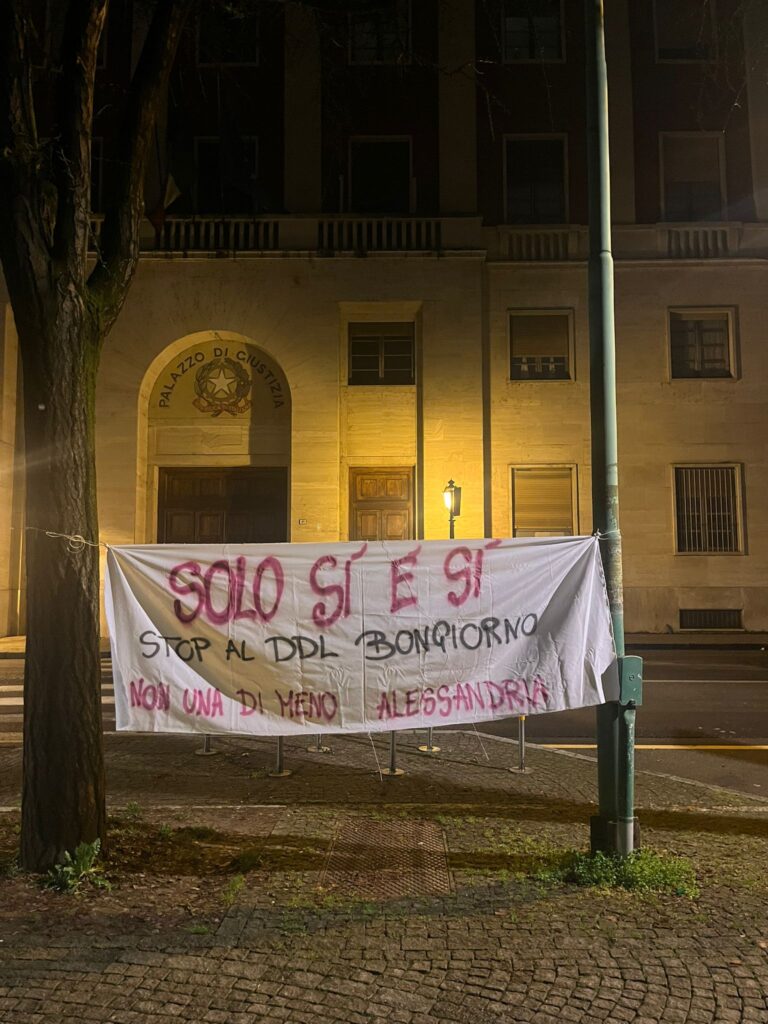 PALAZZO DI GIUSTIZIA
SOLO SÍ É SÍ
STOP AL DDL BONGIORNO
NON UNA DI MENO ALESSANDRIA